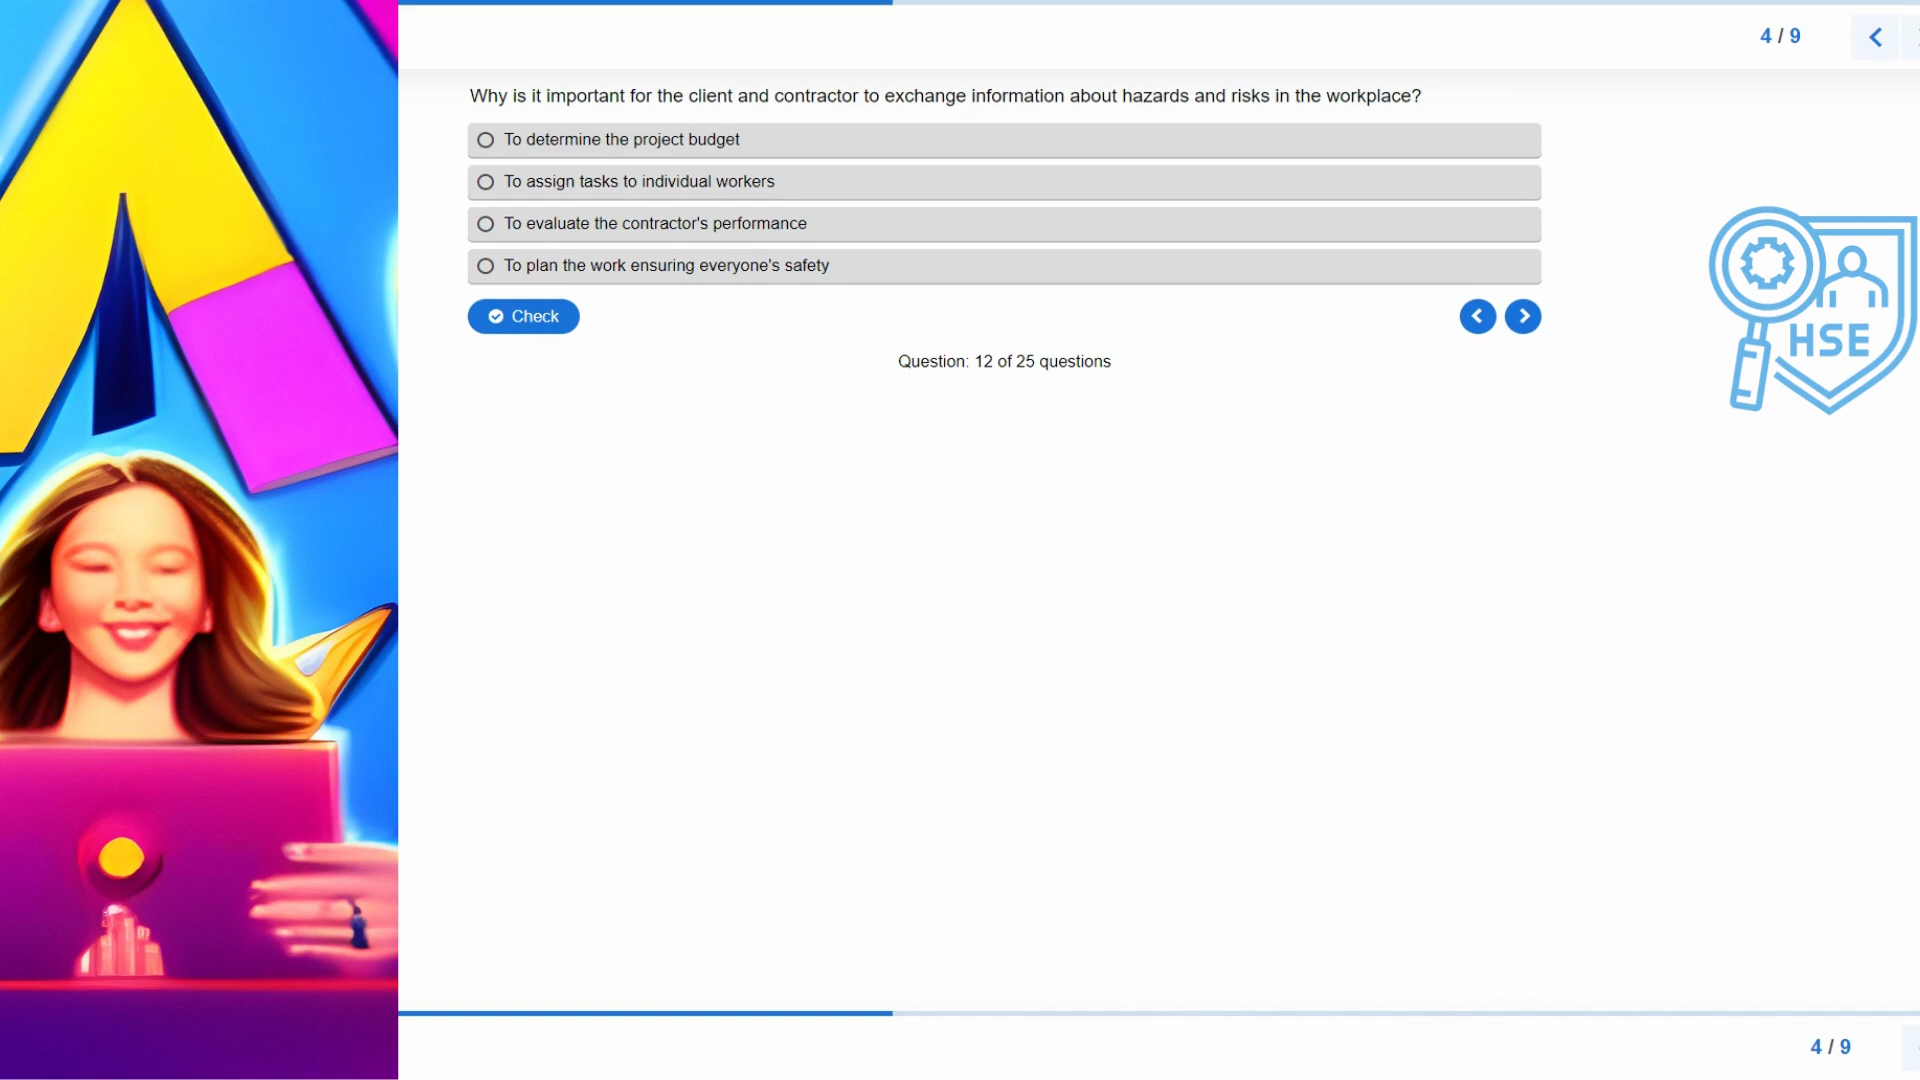 4 / 9
Why is it important for the client and contractor to exchange information about hazards and risks in the workplace?
To determine the project budget
To assign tasks to individual workers
To evaluate the contractor's performance
To plan the work ensuring everyone's safety
Check
Question: 12 of 25 questions
HSE
4 / 9